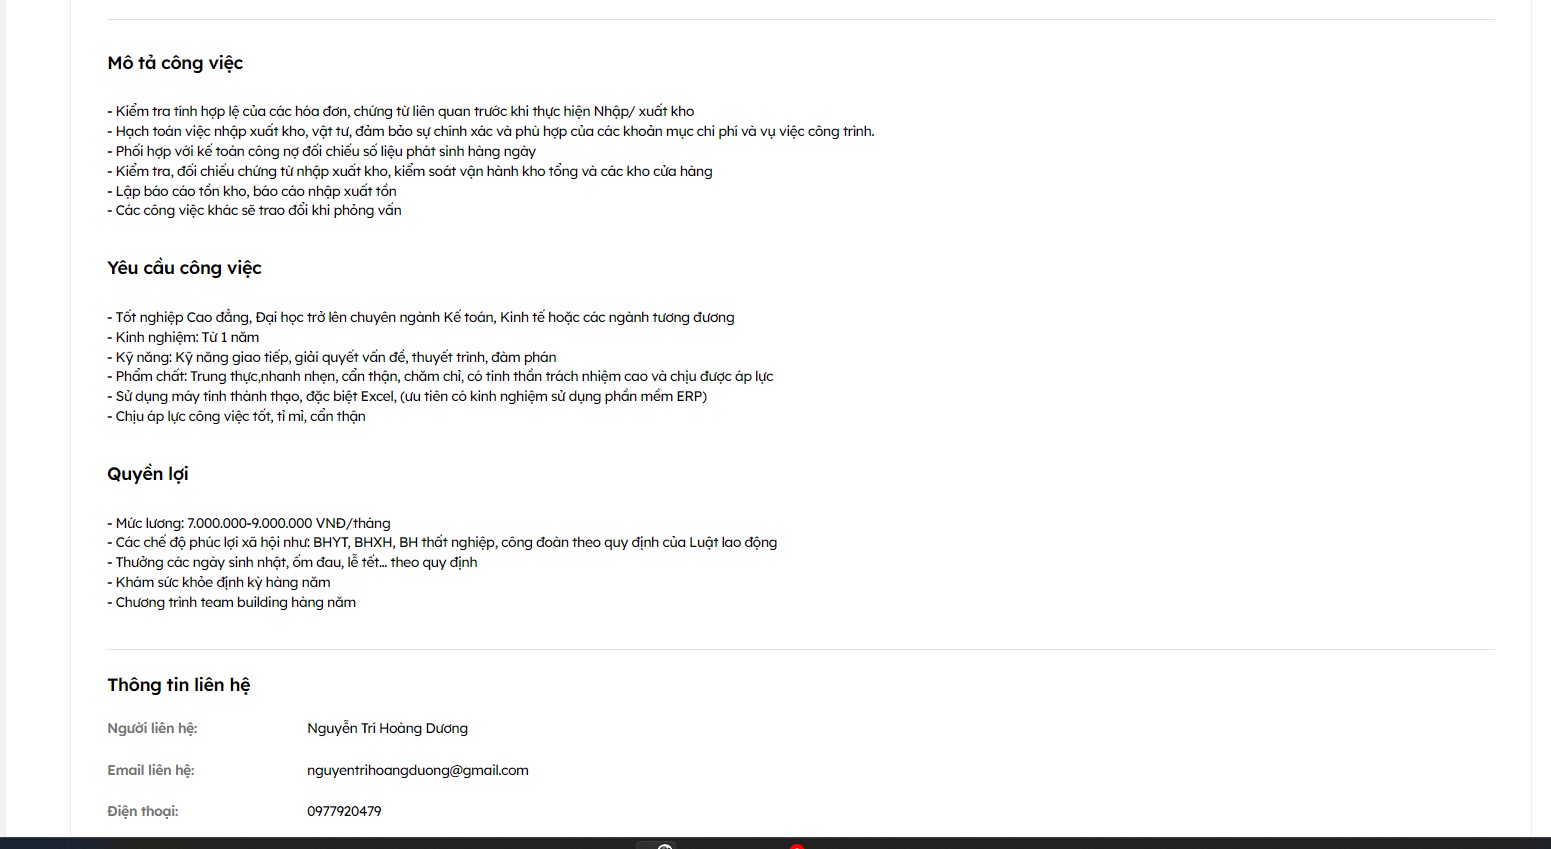 Mô tả công việc
- Kiểm tra tính hợp lệ của các hóa đơn, chứng từ liên quan trước khi thực hiện Nhập/ xuất kho
- Hạch toán việc nhập xuất kho, vật tư, đảm bảo sự chính xác và phù hợp của các khoản mục chi phí và vụ việc công trình.
- Phối hợp với kế toán công nợ đối chiếu số liệu phát sinh hàng ngày
- Kiểm tra, đối chiếu chứng từ nhập xuất kho, kiểm soát vận hành kho tổng và các kho cửa hàng
- Lập báo cáo tồn kho, báo cáo nhập xuất tồn
- Các công việc khác sẽ trao đổi khi phỏng vấn
Yêu cầu công việc
- Tốt nghiệp Cao đẳng, Đại học trở lên chuyên ngành Kế toán, Kinh tế hoặc các ngành tương đương
- Kinh nghiệm: Từ 1 năm
- Kỹ năng: Kỹ năng giao tiếp, giải quyết vấn đề, thuyết trình, đàm phán
- Phẩm chất: Trung thực,nhanh nhẹn, cẩn thận, chăm chỉ, có tinh thần trách nhiệm cao và chịu được áp lực
- Sử dụng máy tính thành thạo, đặc biệt Excel, (ưu tiên có kinh nghiệm sử dụng phần mềm ERP)
- Chịu áp lực công việc tốt, tỉ mỉ, cẩn thận
Quyền lợi
- Mức lương: 7.000.000-9.000.000 VNĐ/tháng
- Các chế độ phúc lợi xã hội như: BHYT, BHXH, BH thất nghiệp, công đoàn theo quy định của Luật lao động
- Thưởng các ngày sinh nhật, ốm đau, lễ tết... theo quy định
- Khám sức khỏe định kỳ hàng năm
- Chương trình team building hàng năm
Thông tin liên hệ
Người liên hệ: Nguyễn Trí Hoàng Dương
Email liên hệ: nguyentrihoangduong@gmail.com
Điện thoại: 0977920479